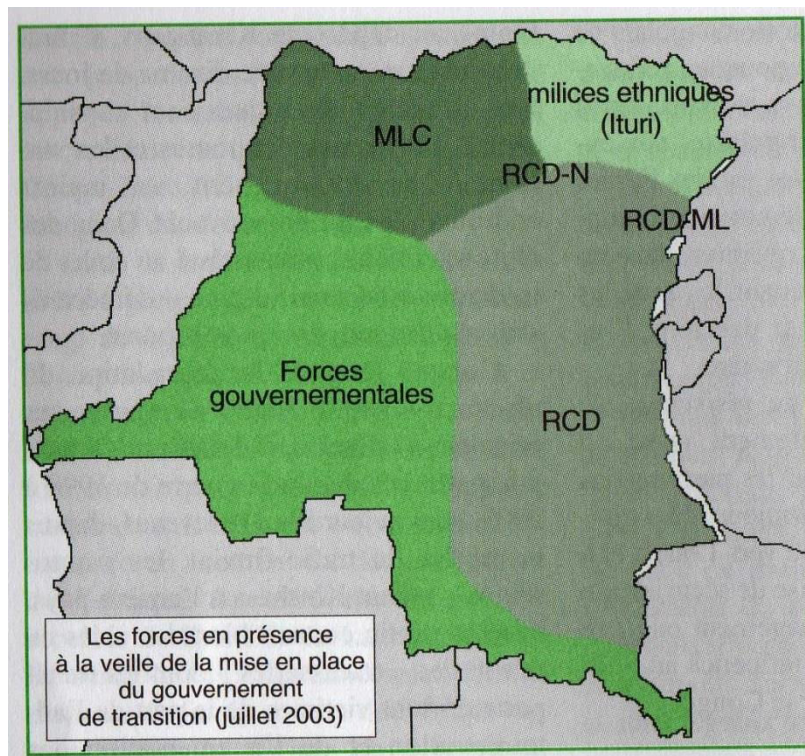 MLC
milices ethniques
(Ituri)
RCD-N
RCD-ML
Forces
gouvernementales
RCD
Les forces en présence
à la veille de la mise en place
du gouvernement
de transition (juillet 2003)